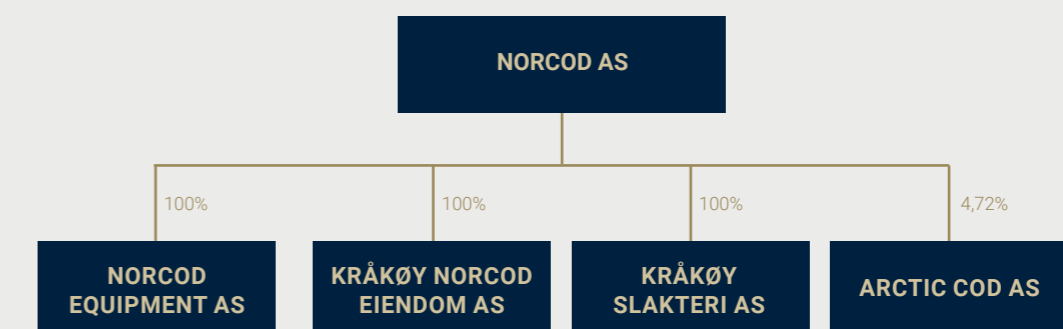 NORCOD AS
100%
100%
100%
4,72%
NORCOD
EQUIPMENT AS
KRÅKØY NORCOD
EIENDOM AS
KRÅKØY
SLAKTERI AS
ARCTIC COD AS